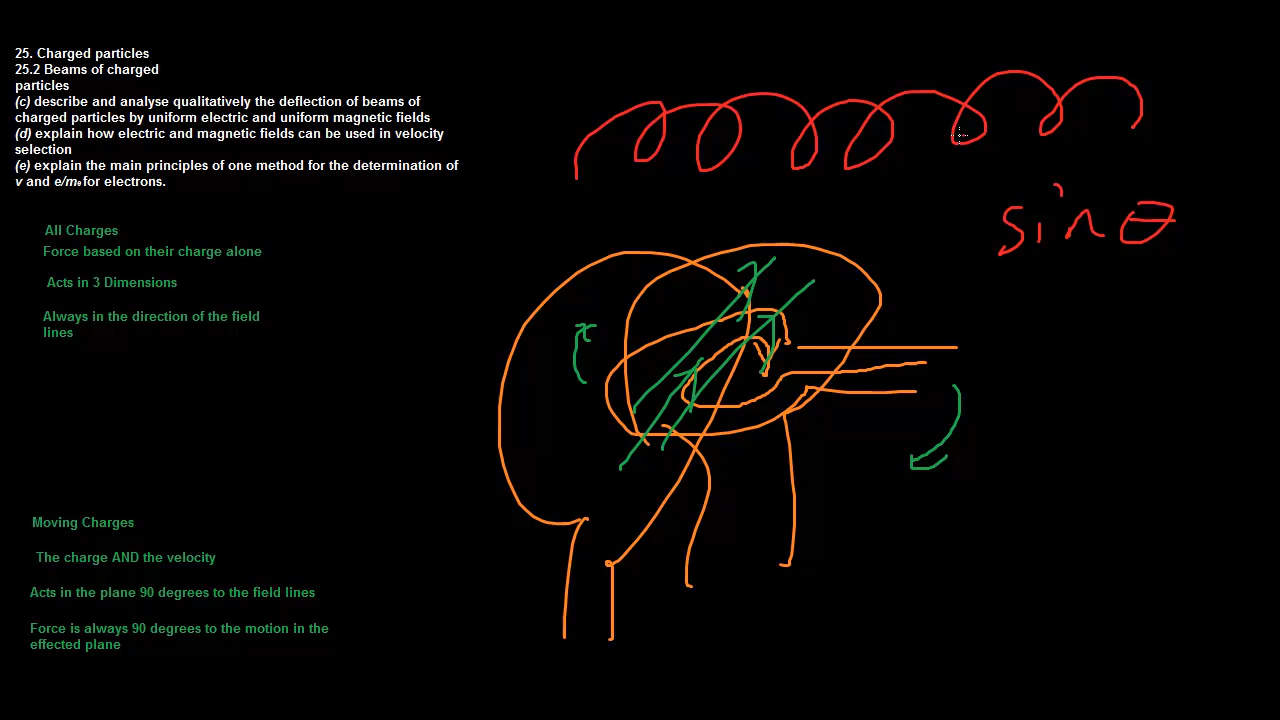 25. Charged particles
25.2 Beams of charged
particles
(c) describe and analyse qualitatively the deflection of beams of
charged particles by uniform electric and uniform magnetic fields
(d) explain how electric and magnetic fields can be used in velocity
selection
(e) explain the main principles of one method for the determination of
v and e/mₑ for electrons.
sin θ
All Charges
Force based on their charge alone
Acts in 3 Dimensions
Always in the direction of the field
lines
Moving Charges
The charge AND the velocity
Acts in the plane 90 degrees to the field lines
Force is always 90 degrees to the motion in the
effected plane